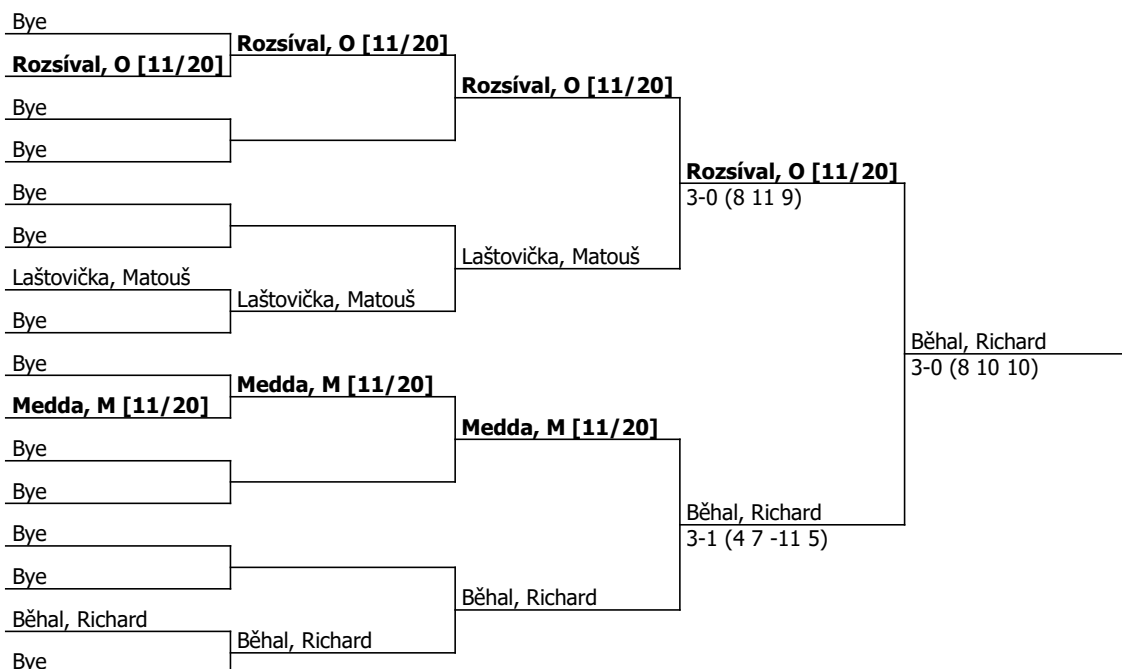 Bye
Rozsíval, O [11/20]
Rozsíval, O [11/20]
Rozsíval, O [11/20]
Bye
Bye
Rozsíval, O [11/20]
3-0 (8 11 9)
Bye
Bye
Laštovička, Matouš
Laštovička, Matouš
Laštovička, Matouš
Bye
Běhal, Richard
3-0 (8 10 10)
Bye
Medda, M [11/20]
Medda, M [11/20]
Medda, M [11/20]
Bye
Bye
Běhal, Richard
3-1 (4 7 -11 5)
Bye
Bye
Běhal, Richard
Běhal, Richard
Běhal, Richard
Bye